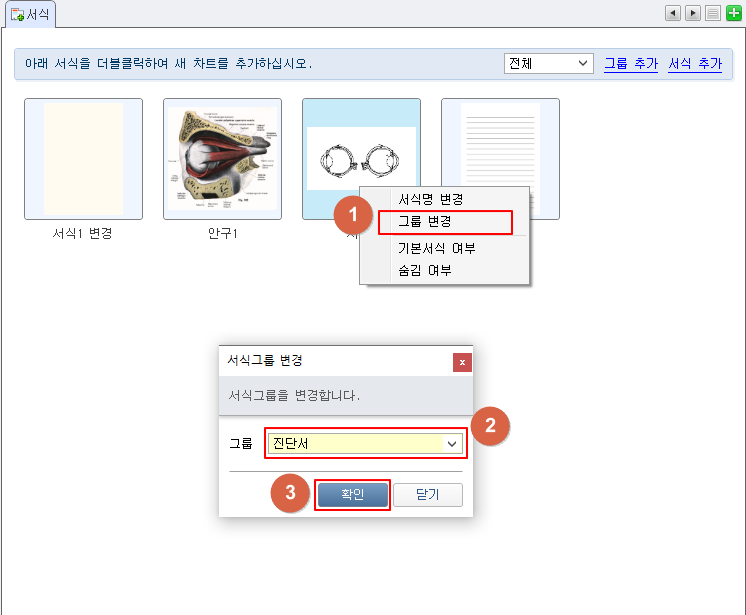 서식
아래 서식을 더블클릭하여 새 차트를 추가하십시오.
전체
그룹 추가
서식 추가
서식1 변경
안구1
1
서식명 변경
그룹 변경
기본서식 여부
숨김 여부
서식그룹 변경
x
서식그룹을 변경합니다.
2
그룹
진단서
3
확인
닫기